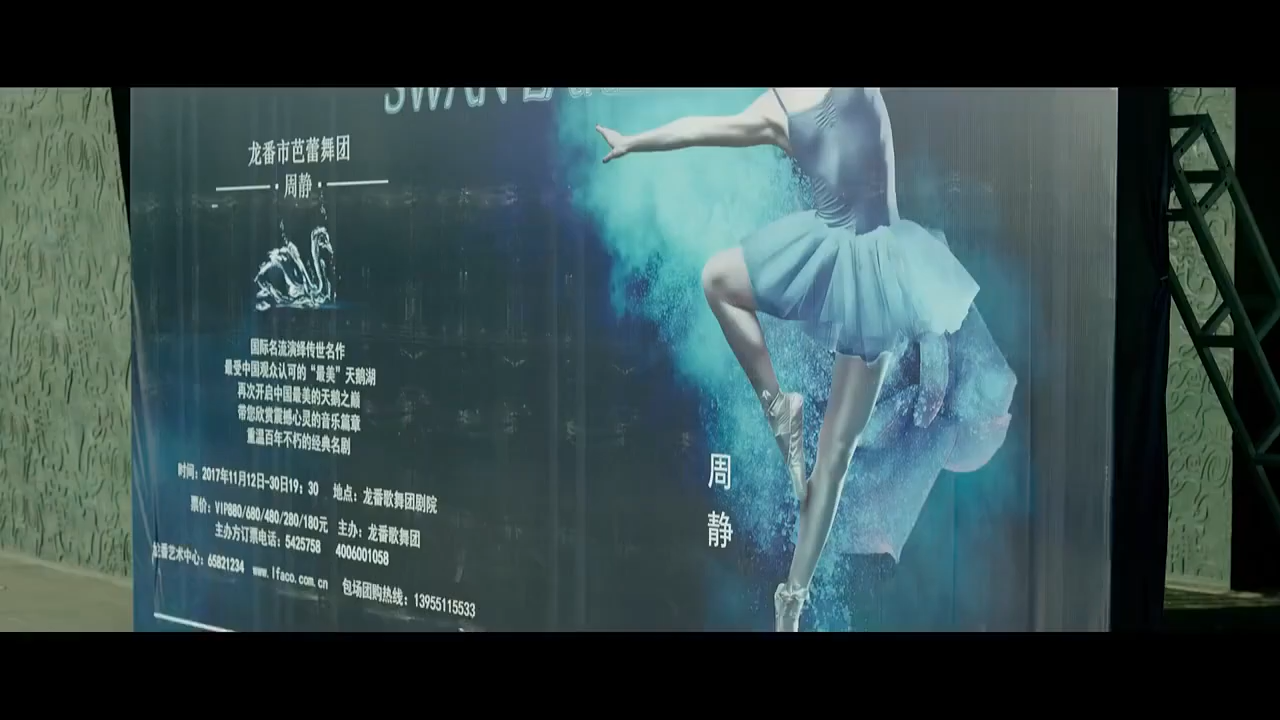 SWAN LA
龙番市芭蕾舞团
·周静·
国际名流演绎传世名作
最受中国观众认可的“最美”天鹅湖
再次开启中国最美的天鹅之巅
带您欣赏震撼心灵的音乐篇章
重温百年不朽的经典名剧
时间：2017年11月12日-30日19：30 地点：龙番歌舞团剧院
票价：VIP880/680/480/280/180元 主办：龙番歌舞团
主办方订票电话：5425758 4006001058
龙番艺术中心：65821234 www.lfaco.com.cn 包场团购热线：13955115533
周
静